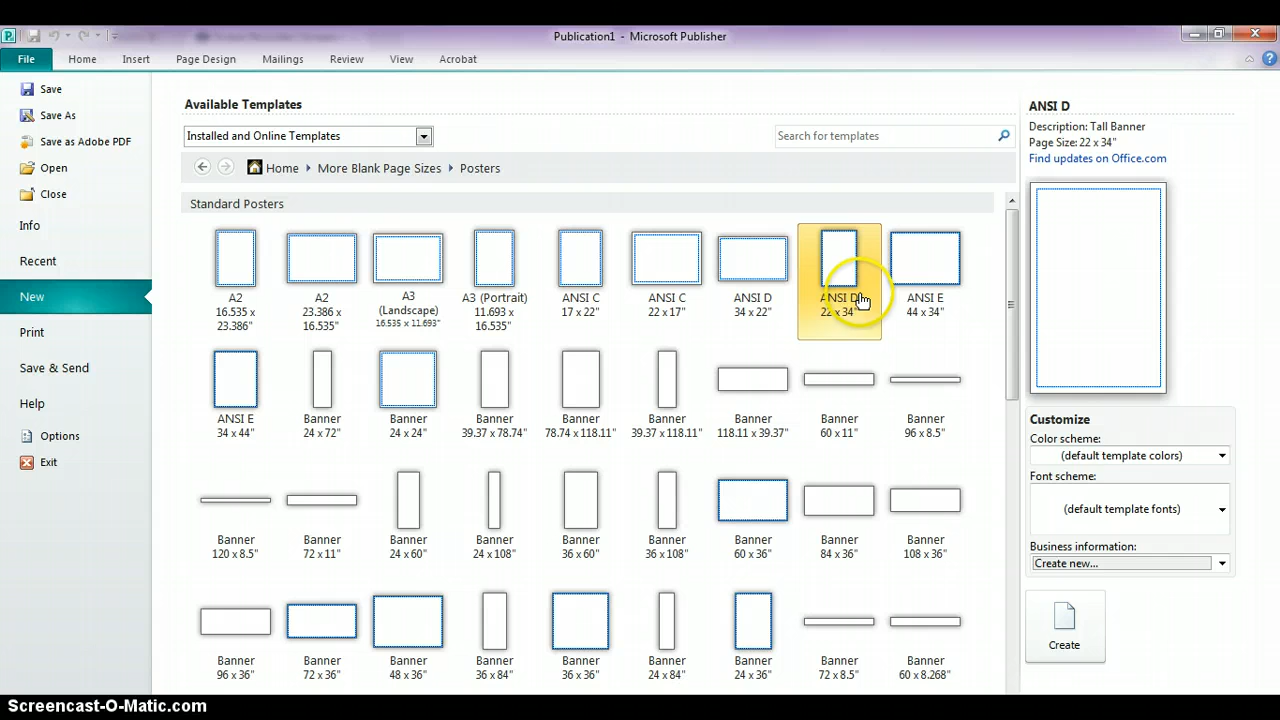 Publication1 - Microsoft Publisher
File Home Insert Page Design Mailings Review View Acrobat
Save
Save As
Save as Adobe PDF
Open
Close
Info
Recent
New
Print
Save & Send
Help
Options
Exit
Available Templates
Installed and Online Templates
Search for templates
Home More Blank Page Sizes Posters
Standard Posters
A2
16.535 x
23.386"
A2
23.386 x
16.535"
A3
(Landscape)
16.535 x 11.693"
A3 (Portrait)
11.693 x
16.535"
ANSI C
17 x 22"
ANSI C
22 x 17"
ANSI D
34 x 22"
ANSI D
22 x 34"
ANSI E
44 x 34"
ANSI E
34 x 44"
Banner
24 x 72"
Banner
24 x 24"
Banner
39.37 x 78.74"
Banner
78.74 x 118.11"
Banner
39.37 x 118.11"
Banner
118.11 x 39.37"
Banner
60 x 11"
Banner
96 x 8.5"
Banner
120 x 8.5"
Banner
72 x 11"
Banner
24 x 60"
Banner
24 x 108"
Banner
36 x 60"
Banner
36 x 108"
Banner
60 x 36"
Banner
84 x 36"
Banner
108 x 36"
Banner
96 x 36"
Banner
72 x 36"
Banner
48 x 36"
Banner
36 x 84"
Banner
36 x 36"
Banner
24 x 84"
Banner
24 x 36"
Banner
72 x 8.5"
Banner
60 x 8.268"
ANSI D
Description: Tall Banner
Page Size: 22 x 34"
Find updates on Office.com
Customize
Color scheme:
(default template colors)
Font scheme:
(default template fonts)
Business information:
Create new...
Create
Screencast-O-Matic.com